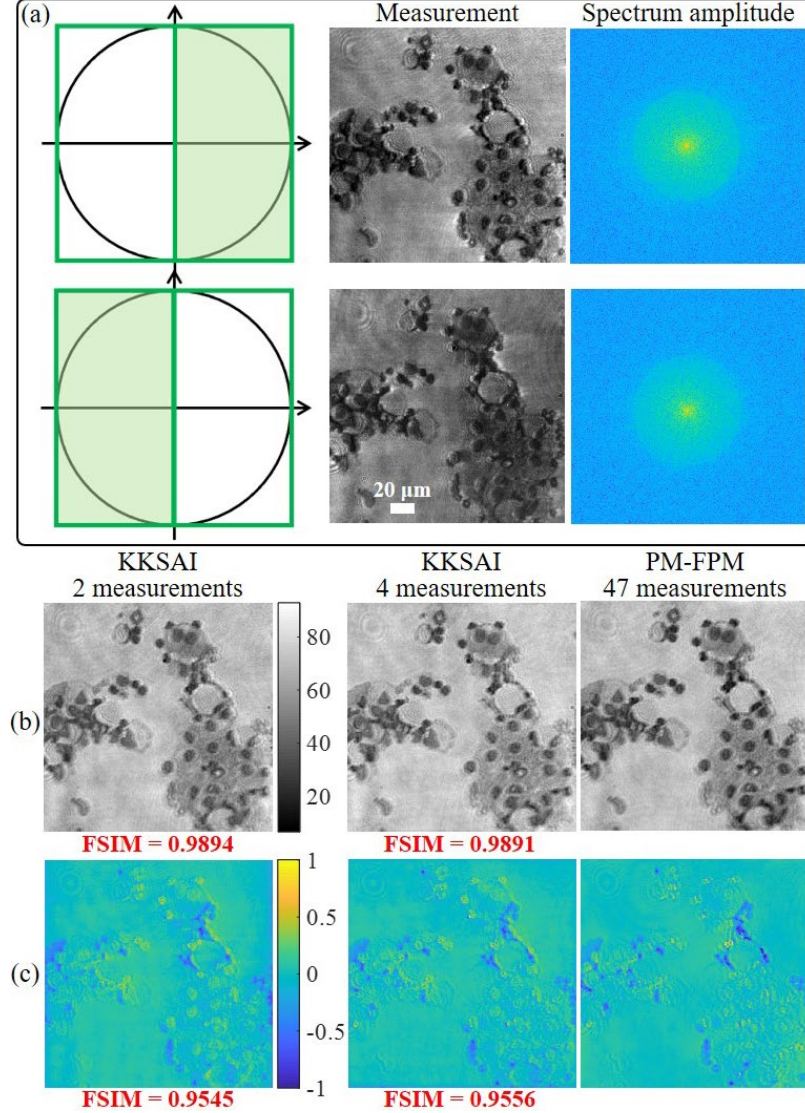 (a)
Measurement
Spectrum amplitude
20 μm
KKSAI
2 measurements
KKSAI
4 measurements
PM-FPM
47 measurements
(b)
80
60
40
20
FSIM = 0.9894
FSIM = 0.9891
(c)
1
0.5
0
-0.5
-1
FSIM = 0.9545
FSIM = 0.9556